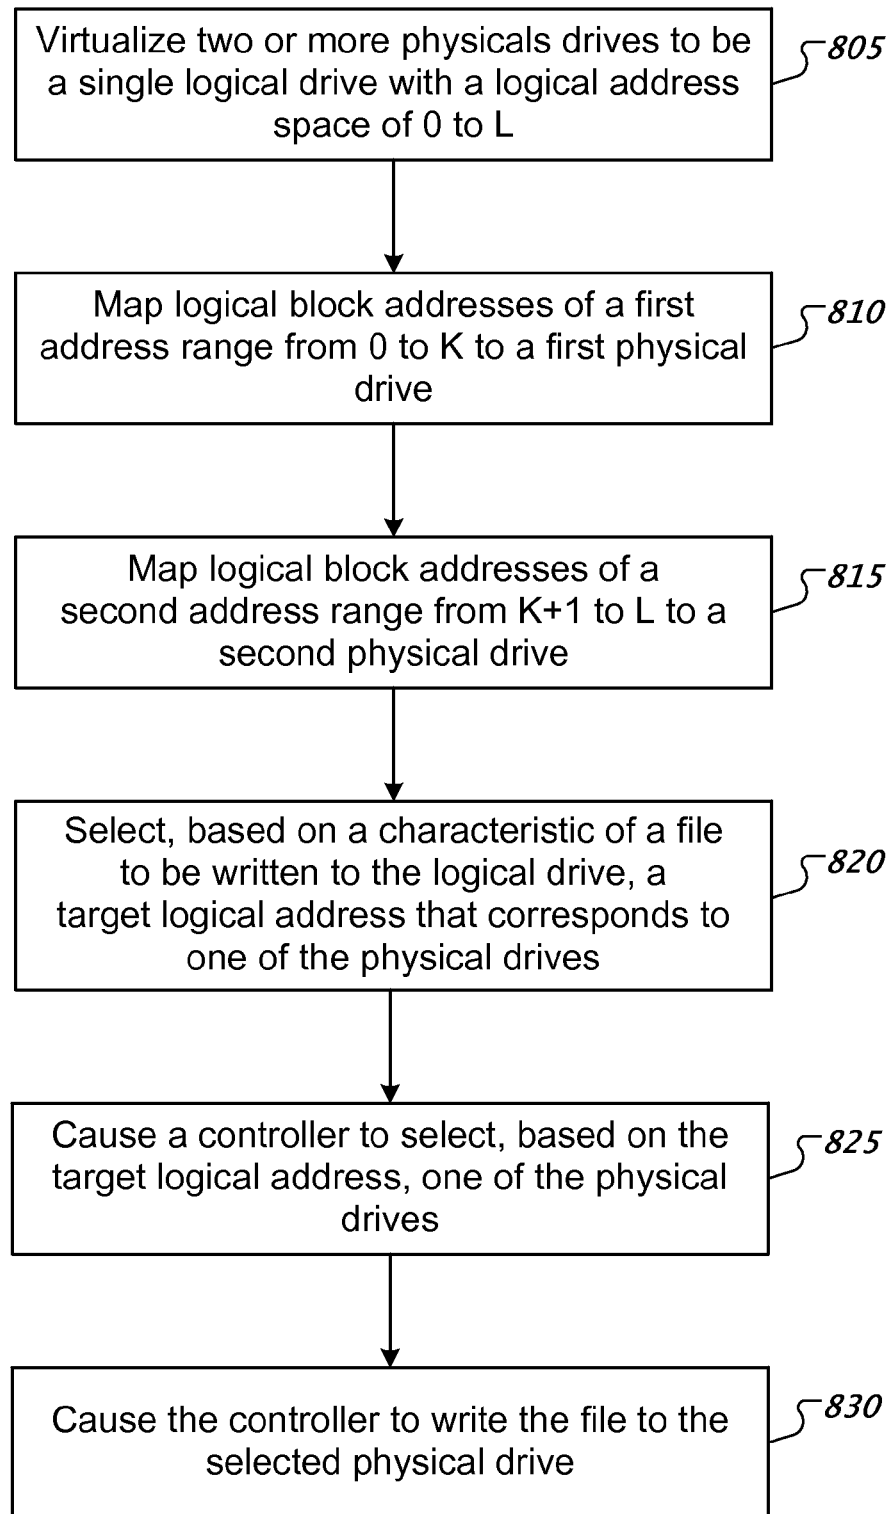 Virtualize two or more physicals drives to be
a single logical drive with a logical address
space of 0 to L
805
Map logical block addresses of a first
address range from 0 to K to a first physical
drive
810
Map logical block addresses of a
second address range from K+1 to L to a
second physical drive
815
Select, based on a characteristic of a file
to be written to the logical drive, a
target logical address that corresponds to
one of the physical drives
820
Cause a controller to select, based on the
target logical address, one of the physical
drives
825
Cause the controller to write the file to the
selected physical drive
830